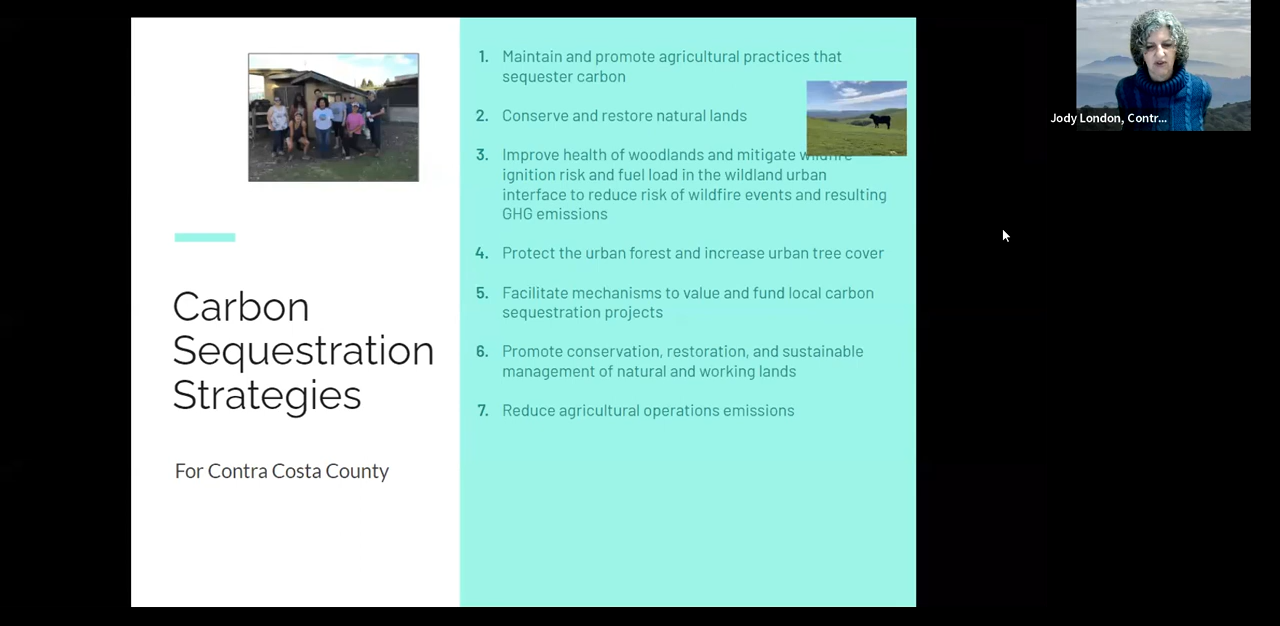 Carbon
Sequestration
Strategies
For Contra Costa County
1. Maintain and promote agricultural practices that
sequester carbon
2. Conserve and restore natural lands
3. Improve health of woodlands and mitigate wildfire
ignition risk and fuel load in the wildland urban
interface to reduce risk of wildfire events and resulting
GHG emissions
4. Protect the urban forest and increase urban tree cover
5. Facilitate mechanisms to value and fund local carbon
sequestration projects
6. Promote conservation, restoration, and sustainable
management of natural and working lands
7. Reduce agricultural operations emissions
Jody London, Contr...